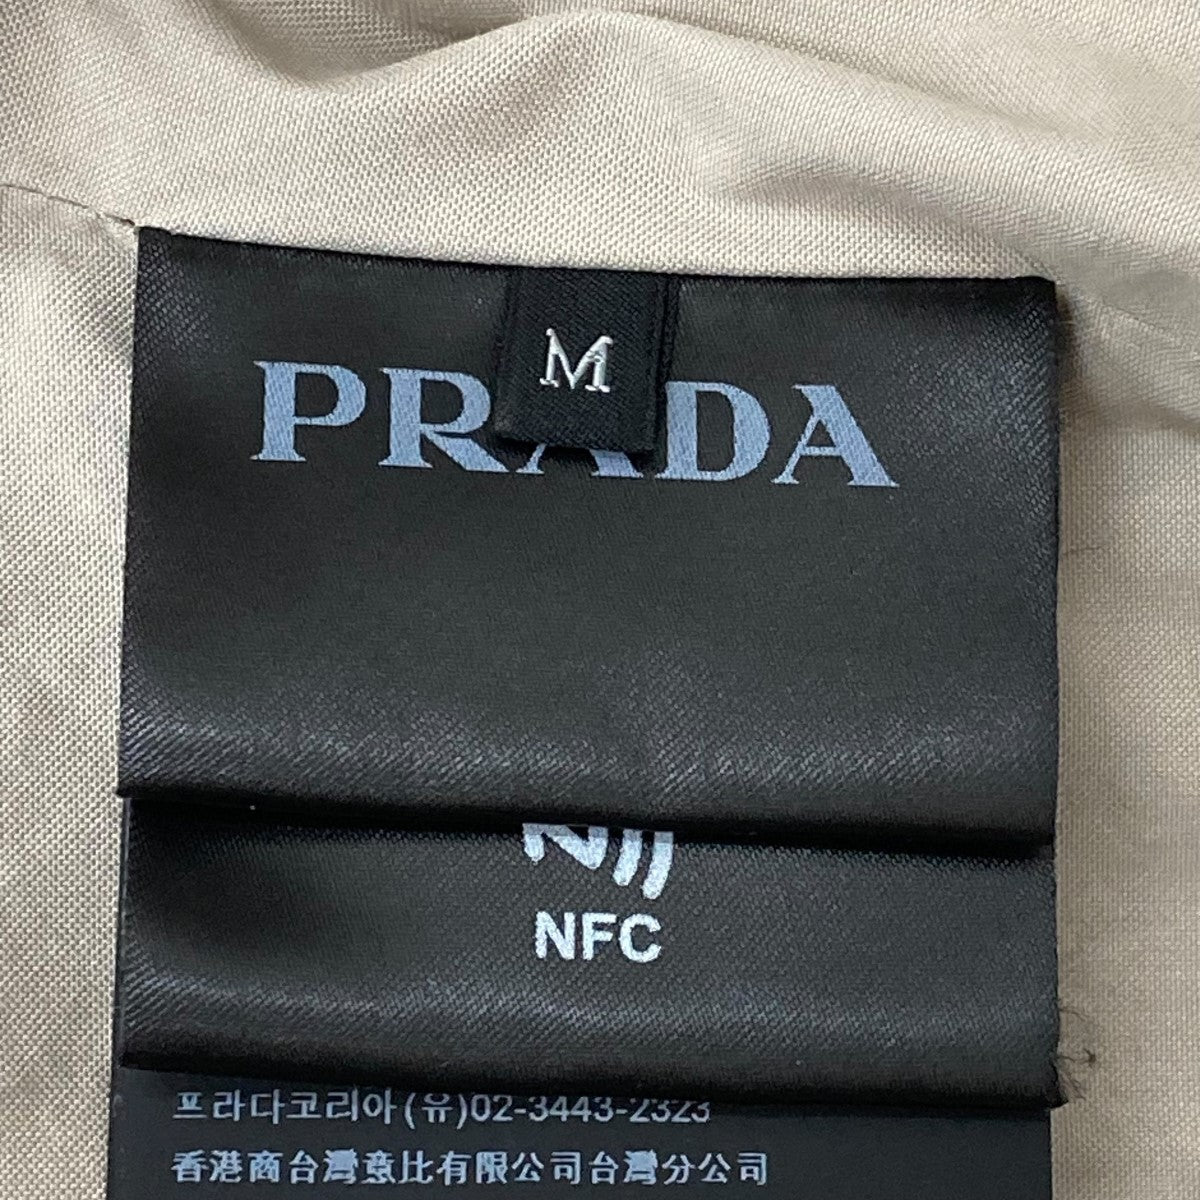 M
PRADA
NFC
프라다코리아(유)02-3443-2323
香港商台灣意比有限公司台灣分公司